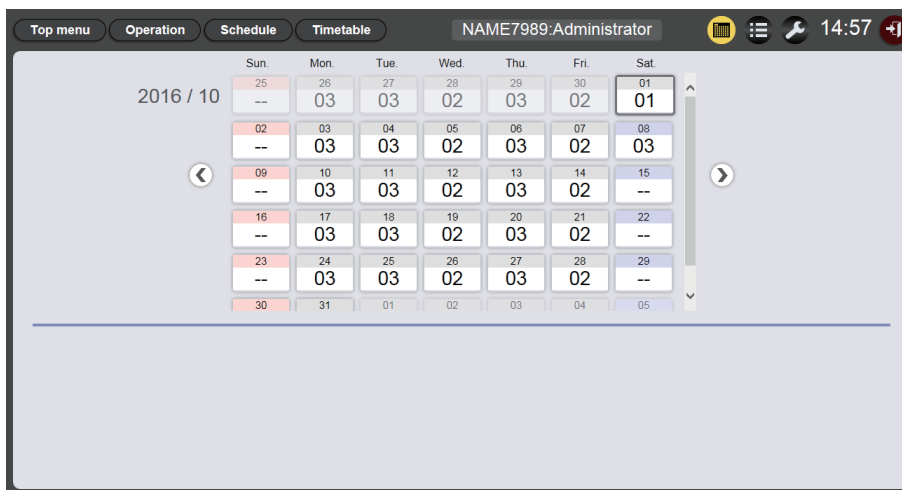 Top menu Operation Schedule Timetable NAME7989:Administrator 14:57
Sun. Mon. Tue. Wed. Thu. Fri. Sat.
2016 / 10
25 26 27 28 29 30 01
-- 03 03 02 03 02 01
02 03 04 05 06 07 08
-- 03 03 02 03 02 03
09 10 11 12 13 14 15
-- 03 03 02 03 02 --
16 17 18 19 20 21 22
-- 03 03 02 03 02 --
23 24 25 26 27 28 29
-- 03 03 02 03 02 --
30 31 01 02 03 04 05